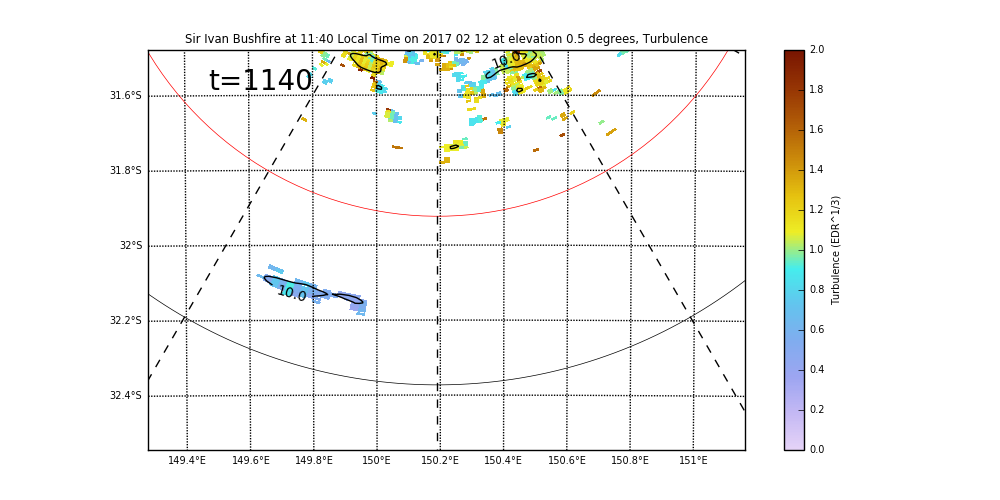 Sir Ivan Bushfire at 11:40 Local Time on 2017 02 12 at elevation 0.5 degrees, Turbulence
t=1140
10.0
10.0
31.6°S
31.8°S
32°S
32.2°S
32.4°S
149.4°E 149.6°E 149.8°E 150°E 150.2°E 150.4°E 150.6°E 150.8°E 151°E
2.0
1.8
1.6
1.4
1.2
1.0
0.8
0.6
0.4
0.2
0.0
Turbulence (EDR^1/3)